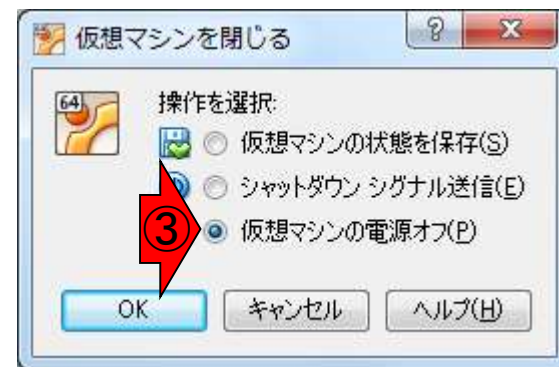 仮想マシンを閉じる
64
操作を選択:
仮想マシンの状態を保存(S)
シャットダウン シグナル送信(E)
③
仮想マシンの電源オフ(P)
OK
キャンセル
ヘルプ(H)